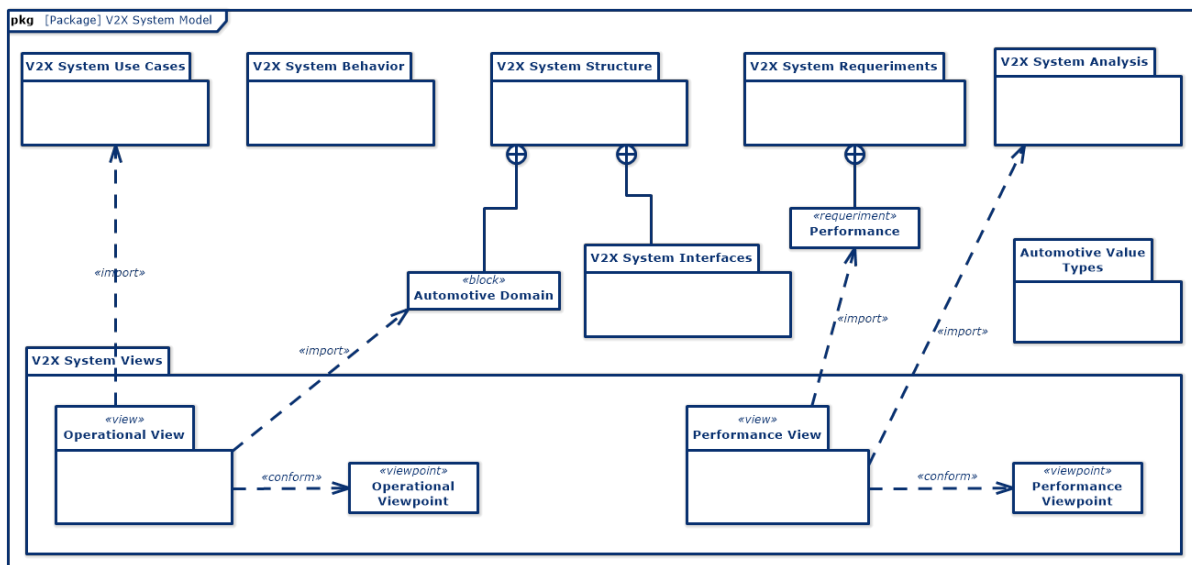 pkg [Package] V2X System Model
V2X System Use Cases
V2X System Behavior
V2X System Structure
V2X System Requeriments
V2X System Analysis
«requeriment»
Performance
V2X System Interfaces
Automotive Value
Types
«import»
«block»
Automotive Domain
«import»
«import»
«import»
V2X System Views
«view»
Operational View
«conform»
«viewpoint»
Operational
Viewpoint
«view»
Performance View
«conform»
«viewpoint»
Performance
Viewpoint